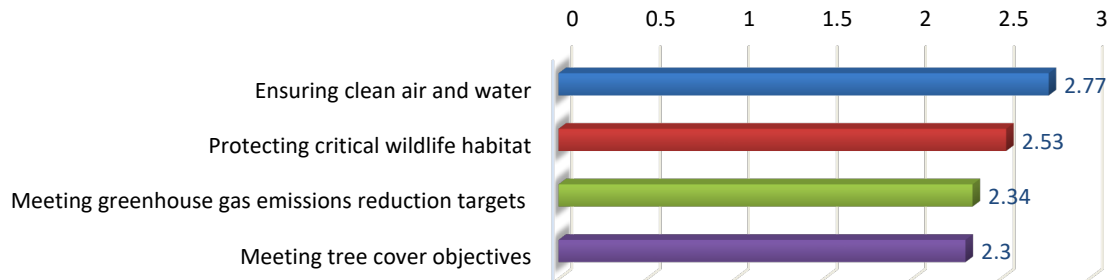 0 0.5 1 1.5 2 2.5 3
Ensuring clean air and water 2.77
Protecting critical wildlife habitat 2.53
Meeting greenhouse gas emissions reduction targets 2.34
Meeting tree cover objectives 2.3